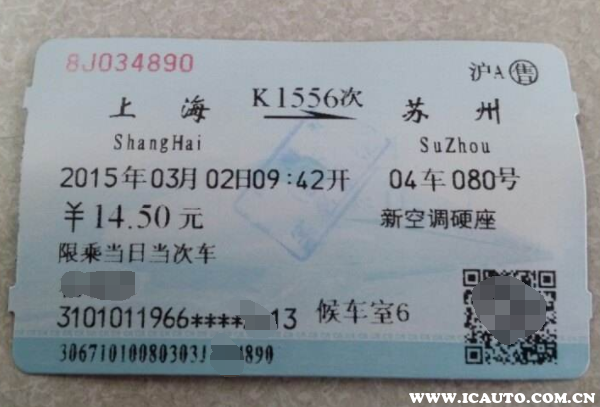 8J034890
沪A 售
上海 K1556次 苏州
ShangHai SuZhou
2015年03月02日09:42开 04车080号
￥14.50元 新空调硬座
限乘当日当次车
3101011966**** 13 候车室6
30671010080303 4890
www.icauto.com.cn